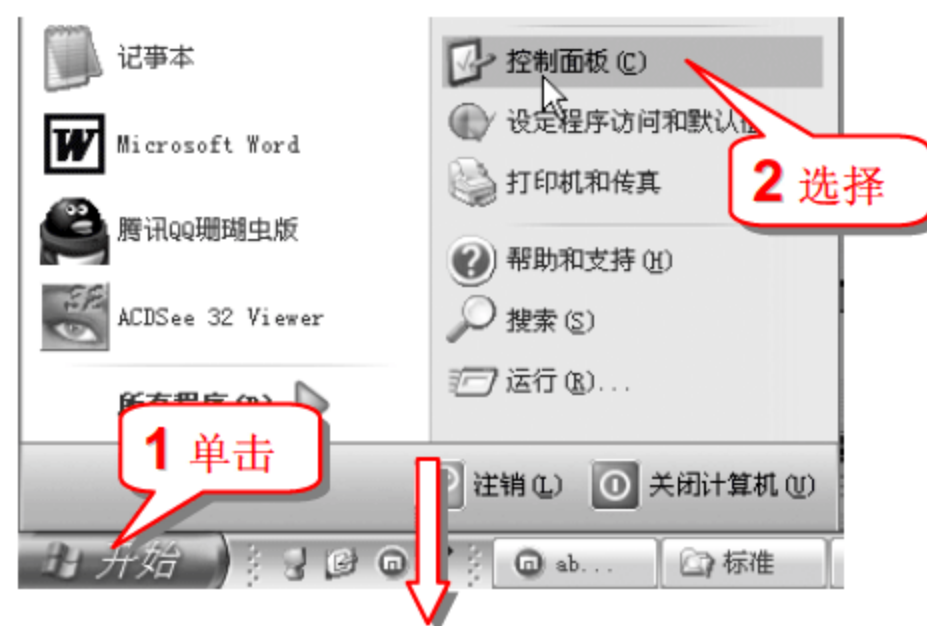 记事本
Microsoft Word
腾讯QQ珊瑚虫版
ACDSee 32 Viewer
所有程序(P)
控制面板(C)
设定程序访问和默认值
打印机和传真
帮助和支持(H)
搜索(S)
运行(R)...
2 选择
1 单击
注销(L)
关闭计算机(U)
开始
ab...
标准